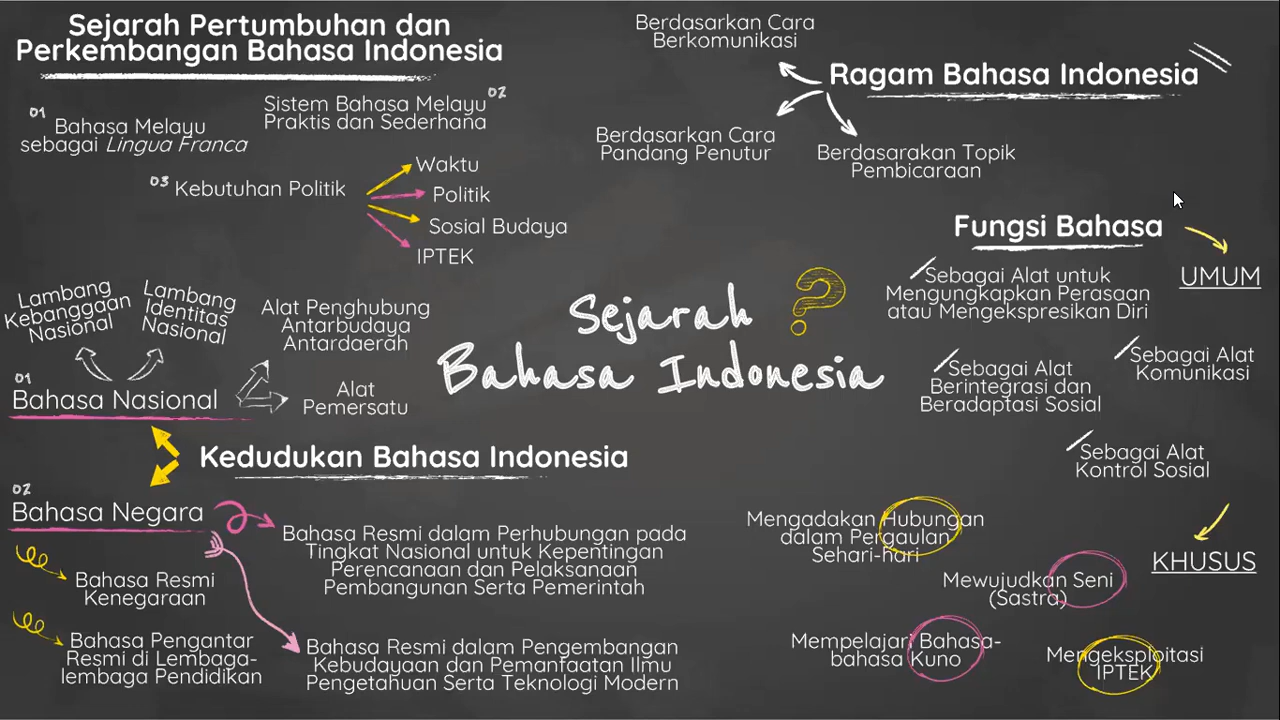 Sejarah Pertumbuhan dan
Perkembangan Bahasa Indonesia
01
Bahasa Melayu
sebagai Lingua Franca
02
Sistem Bahasa Melayu
Praktis dan Sederhana
03
Kebutuhan Politik
Waktu
Politik
Sosial Budaya
IPTEK
Berdasarkan Cara
Berkomunikasi
Ragam Bahasa Indonesia
Berdasarkan Cara
Pandang Penutur
Berdasarakan Topik
Pembicaraan
Fungsi Bahasa
UMUM
Sebagai Alat untuk
Mengungkapkan Perasaan
atau Mengekspresikan Diri
Sebagai Alat
Komunikasi
Sebagai Alat
Berintegrasi dan
Beradaptasi Sosial
Sebagai Alat
Kontrol Sosial
Sejarah ?
Bahasa Indonesia
Lambang
Kebanggaan
Nasional
Lambang
Identitas
Nasional
Alat Penghubung
Antarbudaya
Antardaerah
Alat
Pemersatu
01
Bahasa Nasional
Kedudukan Bahasa Indonesia
02
Bahasa Negara
Bahasa Resmi dalam Perhubungan pada
Tingkat Nasional untuk Kepentingan
Perencanaan dan Pelaksanaan
Pembangunan Serta Pemerintah
Bahasa Resmi
Kenegaraan
Bahasa Pengantar
Resmi di Lembaga-
lembaga Pendidikan
Bahasa Resmi dalam Pengembangan
Kebudayaan dan Pemanfaatan Ilmu
Pengetahuan Serta Teknologi Modern
KHUSUS
Mengadakan Hubungan
dalam Pergaulan
Sehari-hari
Mewujudkan Seni
(Sastra)
Mempelajari Bahasa-
bahasa Kuno
Mengeksploitasi
IPTEK